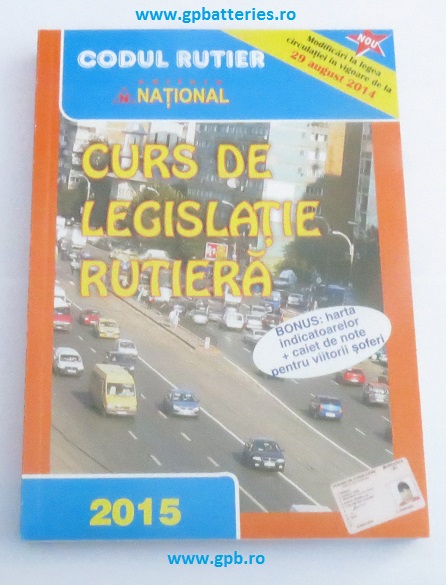 www.gpbatteries.ro
CODUL RUTIER
NAȚIONAL
NOU
Modificări la legea
circulației în vigoare de la
29 august 2014
CURS DE
LEGISLAȚIE
RUTIERĂ
BONUS: harta
indicatoarelor
+ caiet de note
pentru viitorii șoferi
2015
www.gpb.ro